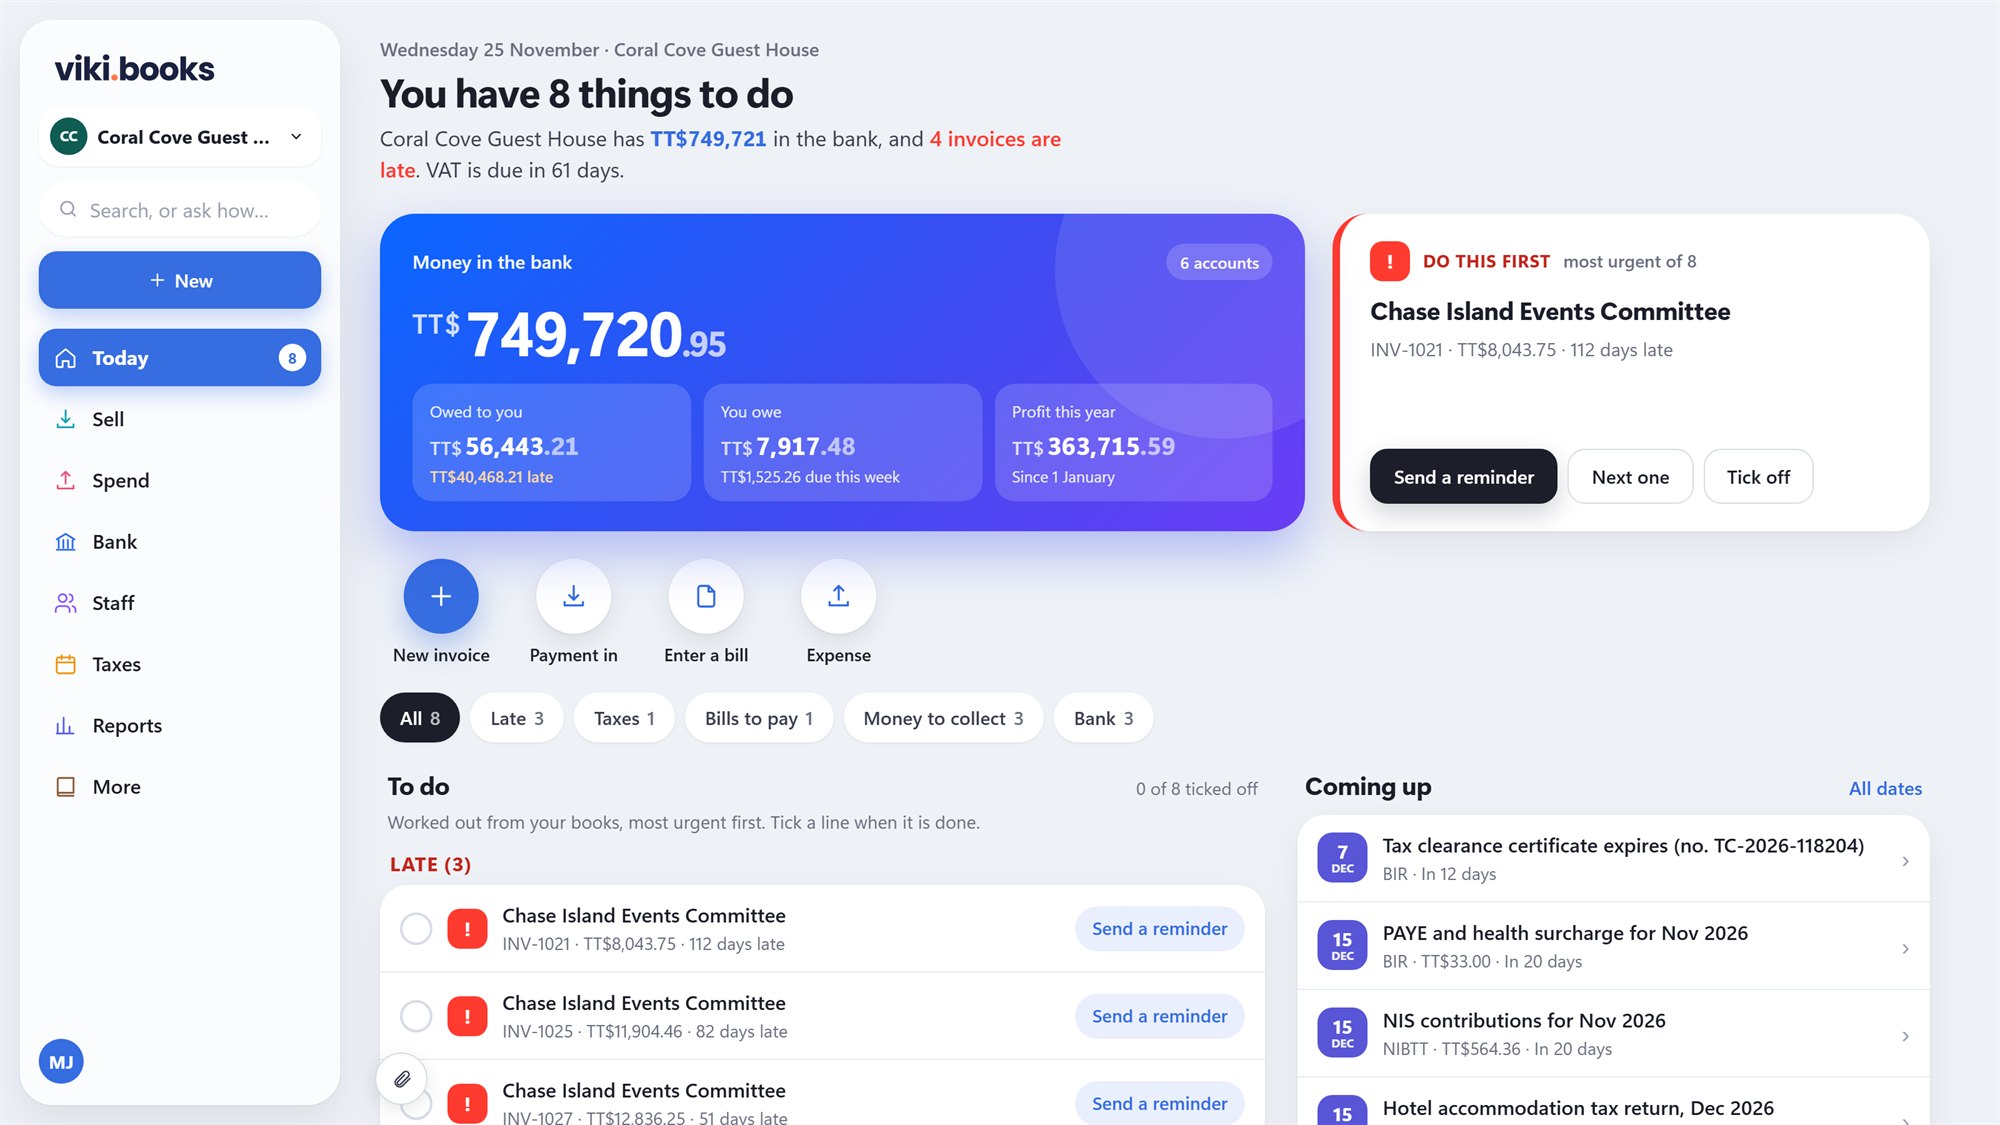 viki.books
CC Coral Cove Guest ...
Search, or ask how...
+ New
Today 8
Sell
Spend
Bank
Staff
Taxes
Reports
More
MJ
Wednesday 25 November · Coral Cove Guest House
You have 8 things to do
Coral Cove Guest House has TT$749,721 in the bank, and 4 invoices are
late. VAT is due in 61 days.
Money in the bank
6 accounts
TT$ 749,720.95
Owed to you
TT$ 56,443.21
TT$40,468.21 late
You owe
TT$ 7,917.48
TT$1,525.26 due this week
Profit this year
TT$ 363,715.59
Since 1 January
! DO THIS FIRST most urgent of 8
Chase Island Events Committee
INV-1021 · TT$8,043.75 · 112 days late
Send a reminder
Next one
Tick off
New invoice
Payment in
Enter a bill
Expense
All 8
Late 3
Taxes 1
Bills to pay 1
Money to collect 3
Bank 3
To do
0 of 8 ticked off
Worked out from your books, most urgent first. Tick a line when it is done.
LATE (3)
! Chase Island Events Committee
INV-1021 · TT$8,043.75 · 112 days late
Send a reminder
! Chase Island Events Committee
INV-1025 · TT$11,904.46 · 82 days late
Send a reminder
! Chase Island Events Committee
INV-1027 · TT$12,836.25 · 51 days late
Send a reminder
Coming up
All dates
7 DEC
Tax clearance certificate expires (no. TC-2026-118204)
BIR · In 12 days
15 DEC
PAYE and health surcharge for Nov 2026
BIR · TT$33.00 · In 20 days
15 DEC
NIS contributions for Nov 2026
NIBTT · TT$564.36 · In 20 days
15
Hotel accommodation tax return, Dec 2026